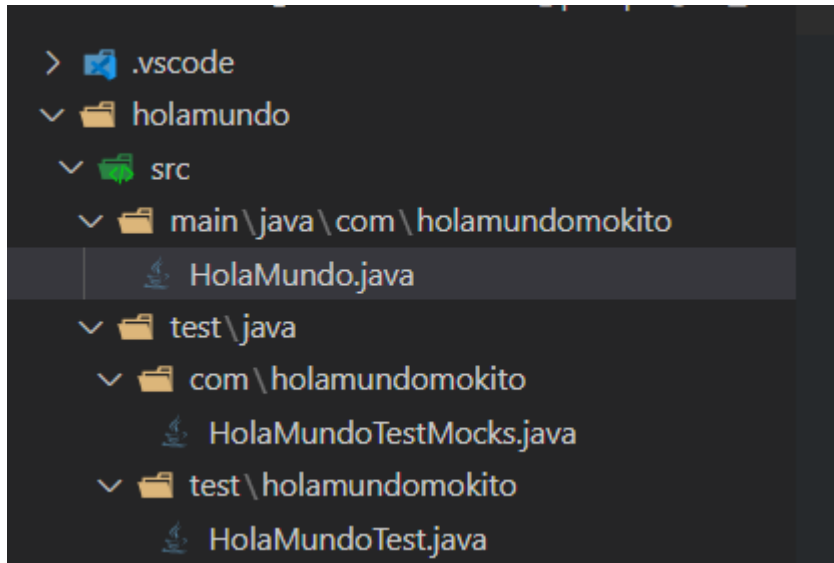 .vscode
holamundo
src
main\java\com\holamundomokito
HolaMundo.java
test\java
com\holamundomokito
HolaMundoTestMocks.java
test\holamundomokito
HolaMundoTest.java